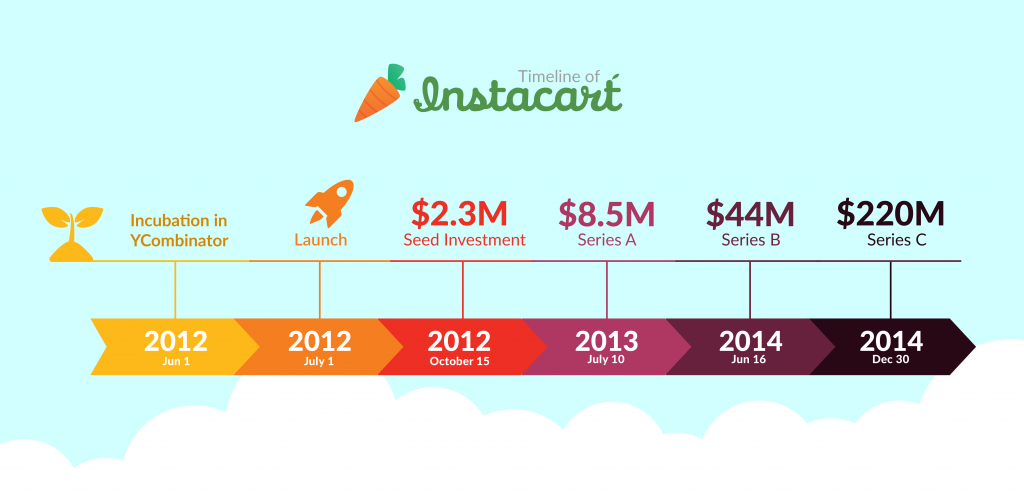 Timeline of
Instacart
Incubation in
YCombinator
Launch
$2.3M
Seed Investment
$8.5M
Series A
$44M
Series B
$220M
Series C
2012
Jun 1
2012
July 1
2012
October 15
2013
July 10
2014
Jun 16
2014
Dec 30